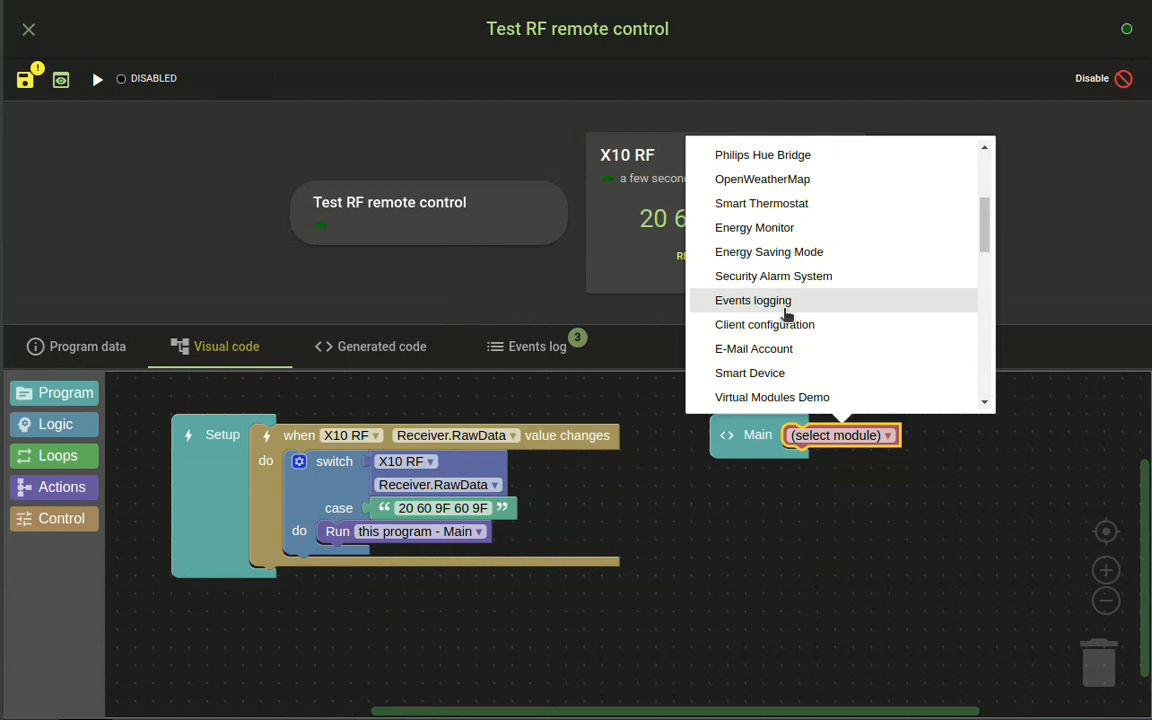 Test RF remote control
!
DISABLED
Disable
Test RF remote control
X10 RF
a few secon
20 6
Philips Hue Bridge
OpenWeatherMap
Smart Thermostat
Energy Monitor
Energy Saving Mode
Security Alarm System
Events logging
Client configuration
E-Mail Account
Smart Device
Virtual Modules Demo
Program data
Visual code
Generated code
Events log
3
Program
Logic
Loops
Actions
Control
Setup
when X10 RF Receiver.RawData value changes
do switch X10 RF
Receiver.RawData
case “ 20 60 9F 60 9F ”
do Run this program - Main
Main (select module)